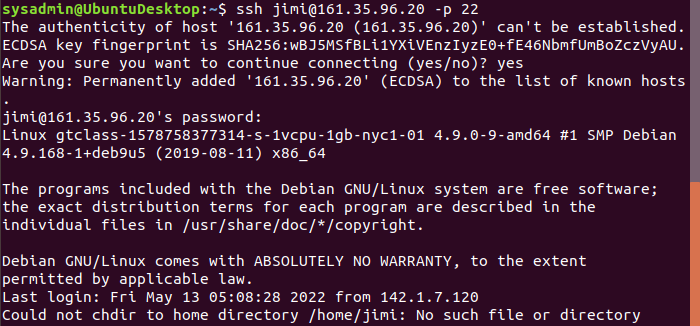 sysadmin@UbuntuDesktop:~$ ssh jimi@161.35.96.20 -p 22
The authenticity of host '161.35.96.20 (161.35.96.20)' can't be established.
ECDSA key fingerprint is SHA256:wBJ5MSfBLi1YXiVEnzIyzE0+fE46NbmfUmBoZczVyAU.
Are you sure you want to continue connecting (yes/no)? yes
Warning: Permanently added '161.35.96.20' (ECDSA) to the list of known hosts
.
jimi@161.35.96.20's password:
Linux gtclass-1578758377314-s-1vcpu-1gb-nyc1-01 4.9.0-9-amd64 #1 SMP Debian
4.9.168-1+deb9u5 (2019-08-11) x86_64
The programs included with the Debian GNU/Linux system are free software;
the exact distribution terms for each program are described in the
individual files in /usr/share/doc/*/copyright.
Debian GNU/Linux comes with ABSOLUTELY NO WARRANTY, to the extent
permitted by applicable law.
Last login: Fri May 13 05:08:28 2022 from 142.1.7.120
Could not chdir to home directory /home/jimi: No such file or directory